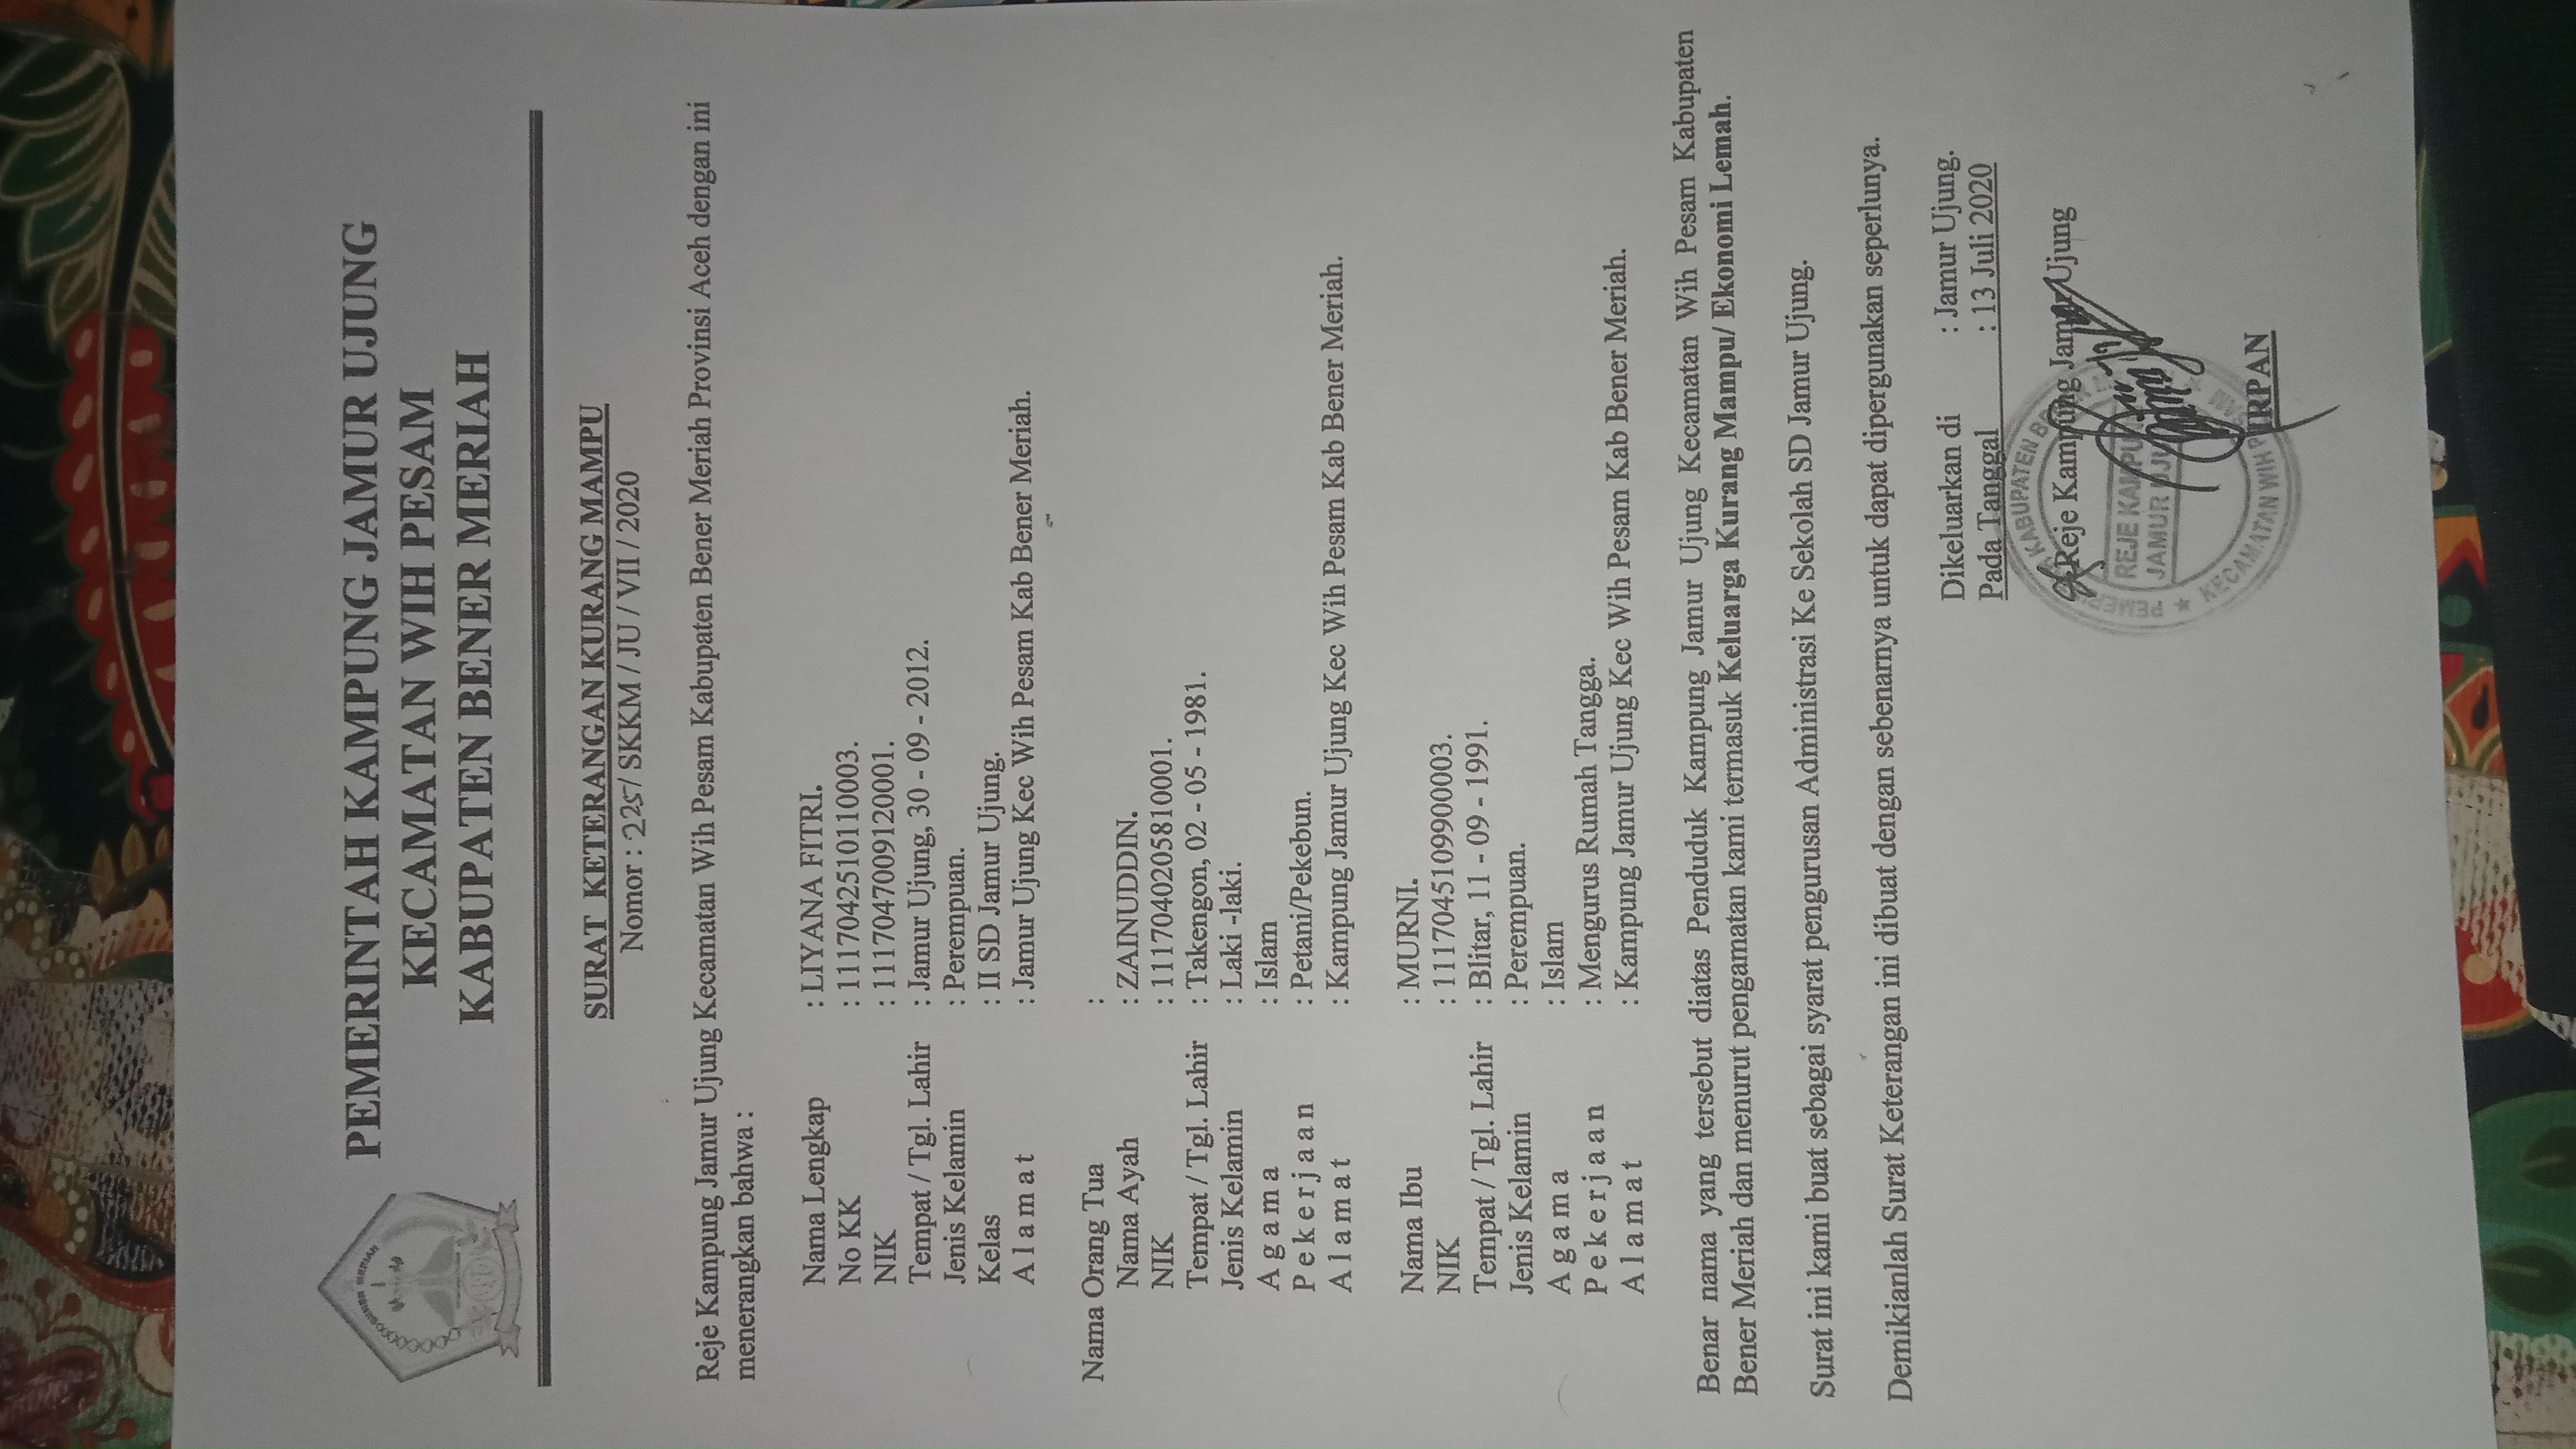 PEMERINTAH KAMPUNG JAMUR UJUNG
KECAMATAN WIH PESAM
KABUPATEN BENER MERIAH
SURAT KETERANGAN KURANG MAMPU
Nomor : 225/ SKKM / JU / VII / 2020
Reje Kampung Jamur Ujung Kecamatan Wih Pesam Kabupaten Bener Meriah Provinsi Aceh dengan ini
menerangkan bahwa :
Nama Lengkap : LIYANA FITRI.
No KK : 1117042510110003.
NIK : 1117047009120001.
Tempat / Tgl. Lahir : Jamur Ujung, 30 - 09 - 2012.
Jenis Kelamin : Perempuan.
Kelas : II SD Jamur Ujung.
A l a m a t : Jamur Ujung Kec Wih Pesam Kab Bener Meriah.
Nama Orang Tua :
Nama Ayah : ZAINUDDIN.
NIK : 1117040205810001.
Tempat / Tgl. Lahir : Takengon, 02 - 05 - 1981.
Jenis Kelamin : Laki -laki.
A g a m a : Islam
P e k e r j a a n : Petani/Pekebun.
A l a m a t : Kampung Jamur Ujung Kec Wih Pesam Kab Bener Meriah.
Nama Ibu : MURNI.
NIK : 1117045109900003.
Tempat / Tgl. Lahir : Blitar, 11 - 09 - 1991.
Jenis Kelamin : Perempuan.
A g a m a : Islam
P e k e r j a a n : Mengurus Rumah Tangga.
A l a m a t : Kampung Jamur Ujung Kec Wih Pesam Kab Bener Meriah.
Benar nama yang tersebut diatas Penduduk Kampung Jamur Ujung Kecamatan Wih Pesam Kabupaten
Bener Meriah dan menurut pengamatan kami termasuk Keluarga Kurang Mampu/ Ekonomi Lemah.
Surat ini kami buat sebagai syarat pengurusan Administrasi Ke Sekolah SD Jamur Ujung.
Demikianlah Surat Keterangan ini dibuat dengan sebenarnya untuk dapat dipergunakan seperlunya.
Dikeluarkan di : Jamur Ujung.
Pada Tanggal : 13 Juli 2020
Reje Kampung Jamur Ujung
KABUPATEN
REJE KAMPU
JAMUR UJU
KECAMATAN WIH
IRPAN